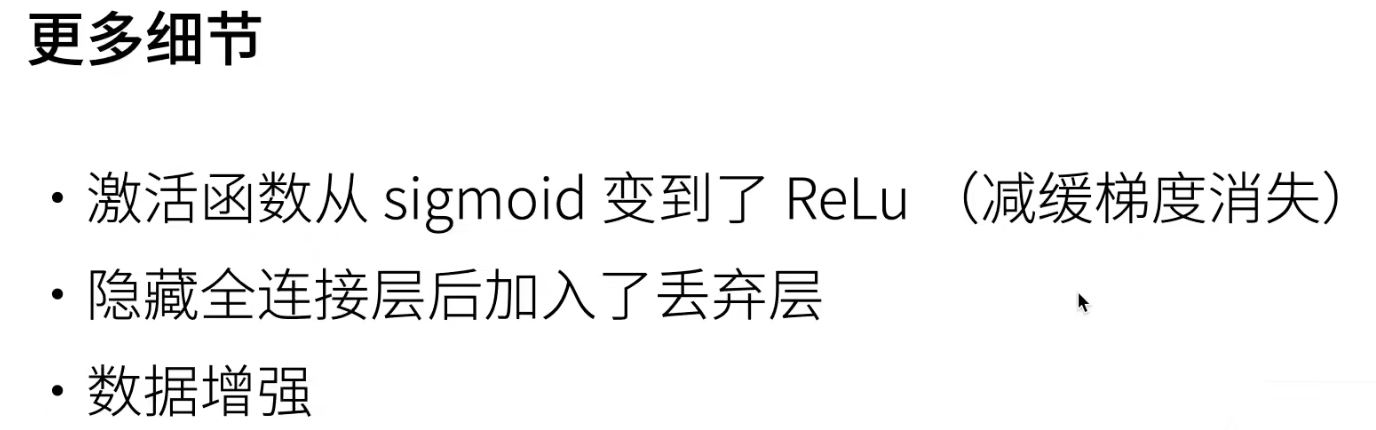 更多细节
• 激活函数从 sigmoid 变到了 ReLu （减缓梯度消失）
• 隐藏全连接层后加入了丢弃层
• 数据增强